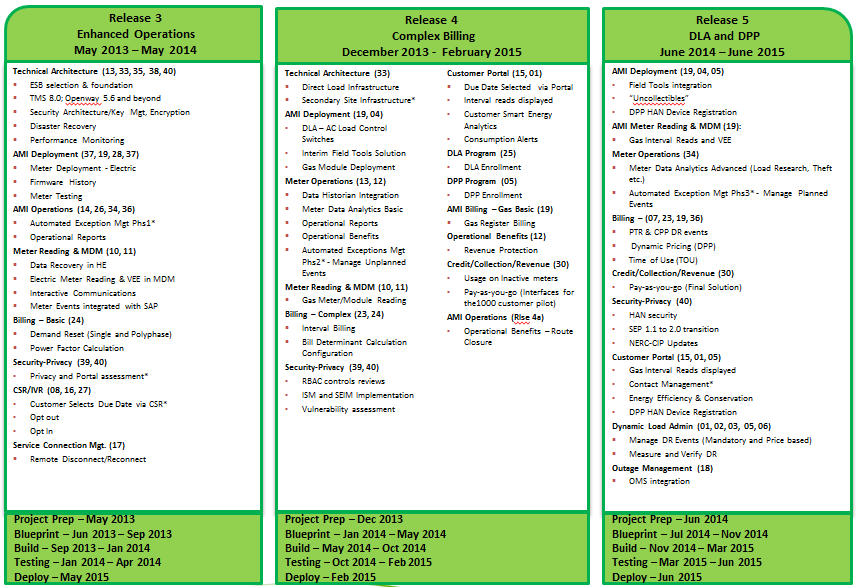 Release 3
Enhanced Operations
May 2013 – May 2014
Technical Architecture (13, 33, 35, 38, 40)
ESB selection & foundation
TMS 8.0; Openway 5.6 and beyond
Security Architecture/Key Mgt, Encryption
Disaster Recovery
Performance Monitoring
AMI Deployment (37, 19, 28, 37)
Meter Deployment - Electric
Firmware History
Meter Testing
AMI Operations (14, 26, 34, 36)
Automated Exception Mgt Phs1*
Operational Reports
Meter Reading & MDM (10, 11)
Data Recovery in HE
Electric Meter Reading & VEE in MDM
Interactive Communications
Meter Events integrated with SAP
Billing – Basic (24)
Demand Reset (Single and Polyphase)
Power Factor Calculation
Security-Privacy (39, 40)
Privacy and Portal assessment*
CSR/IVR (08, 16, 27)
Customer Selects Due Date via CSR*
Opt out
Opt In
Service Connection Mgt. (17)
Remote Disconnect/Reconnect
Project Prep – May 2013
Blueprint – Jun 2013 – Sep 2013
Build – Sep 2013 – Jan 2014
Testing – Jan 2014 – Apr 2014
Deploy – May 2015
Release 4
Complex Billing
December 2013 - February 2015
Technical Architecture (33)
Direct Load Infrastructure
Secondary Site Infrastructure*
AMI Deployment (19, 04)
DLA – AC Load Control
Switches
Interim Field Tools Solution
Gas Module Deployment
Meter Operations (13, 12)
Data Historian Integration
Meter Data Analytics Basic
Operational Reports
Operational Benefits
Automated Exceptions Mgt
Phs2* - Manage Unplanned
Events
Meter Reading & MDM (10, 11)
Gas Meter/Module Reading
Billing – Complex (23, 24)
Interval Billing
Bill Determinant Calculation
Configuration
Security-Privacy (39, 40)
RBAC controls reviews
ISM and SEIM Implementation
Vulnerability assessment
Customer Portal (15, 01)
Due Date Selected via Portal
Interval reads displayed
Customer Smart Energy
Analytics
Consumption Alerts
DLA Program (25)
DLA Enrollment
DPP Program (05)
DPP Enrollment
AMI Billing – Gas Basic (19)
Gas Register Billing
Operational Benefits (12)
Revenue Protection
Credit/Collection/Revenue (30)
Usage on Inactive meters
Pay-as-you-go (Interfaces for
the1000 customer pilot)
AMI Operations (Rlse 4a)
Operational Benefits – Route
Closure
Project Prep – Dec 2013
Blueprint – Jan 2014 – May 2014
Build – May 2014 – Oct 2014
Testing – Oct 2014 – Feb 2015
Deploy – Feb 2015
Release 5
DLA and DPP
June 2014 – June 2015
AMI Deployment (19, 04, 05)
Field Tools integration
"Uncollectibles"
DPP HAN Device Registration
AMI Meter Reading & MDM (19):
Gas Interval Reads and VEE
Meter Operations (34)
Meter Data Analytics Advanced (Load Research, Theft
etc.)
Automated Exception Mgt Phs3* - Manage Planned
Events
Billing – (07, 23, 19, 36)
PTR & CPP DR events
Dynamic Pricing (DPP)
Time of Use (TOU)
Credit/Collection/Revenue (30)
Pay-as-you-go (Final Solution)
Security-Privacy (40)
HAN security
SEP 1.1 to 2.0 transition
NERC-CIP Updates
Customer Portal (15, 01, 05)
Gas Interval Reads displayed
Contact Management*
Energy Efficiency & Conservation
DPP HAN Device Registration
Dynamic Load Admin (01, 02, 03, 05, 06)
Manage DR Events (Mandatory and Price based)
Measure and Verify DR
Outage Management (18)
OMS integration
Project Prep – Jun 2014
Blueprint – Jul 2014 – Nov 2014
Build – Nov 2014 – Mar 2015
Testing – Mar 2015 – Jun 2015
Deploy – Jun 2015